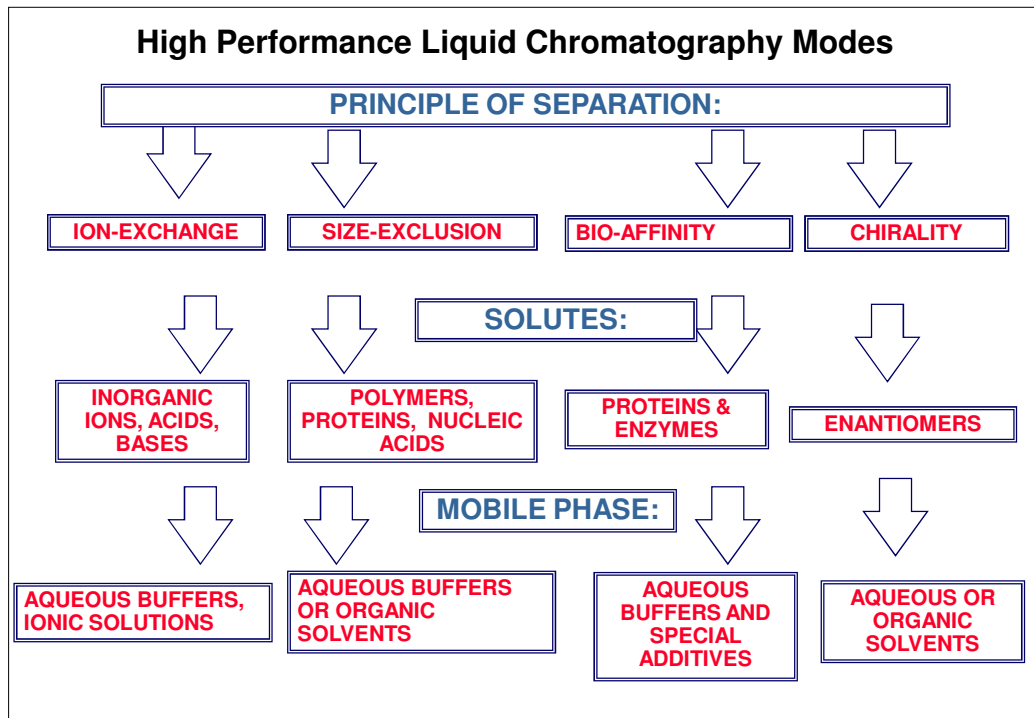 High Performance Liquid Chromatography Modes
PRINCIPLE OF SEPARATION:
ION-EXCHANGE
SIZE-EXCLUSION
BIO-AFFINITY
CHIRALITY
SOLUTES:
INORGANIC
IONS, ACIDS,
BASES
POLYMERS,
PROTEINS, NUCLEIC
ACIDS
PROTEINS &
ENZYMES
ENANTIOMERS
MOBILE PHASE:
AQUEOUS BUFFERS,
IONIC SOLUTIONS
AQUEOUS BUFFERS
OR ORGANIC
SOLVENTS
AQUEOUS
BUFFERS AND
SPECIAL
ADDITIVES
AQUEOUS OR
ORGANIC
SOLVENTS